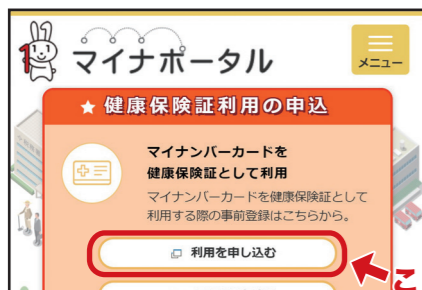 マイナポータル
メニュー
★ 健康保険証利用の申込
マイナンバーカードを
健康保険証として利用
マイナンバーカードを健康保険証として
利用する際の事前登録はこちらから。
利用を申し込む
こ